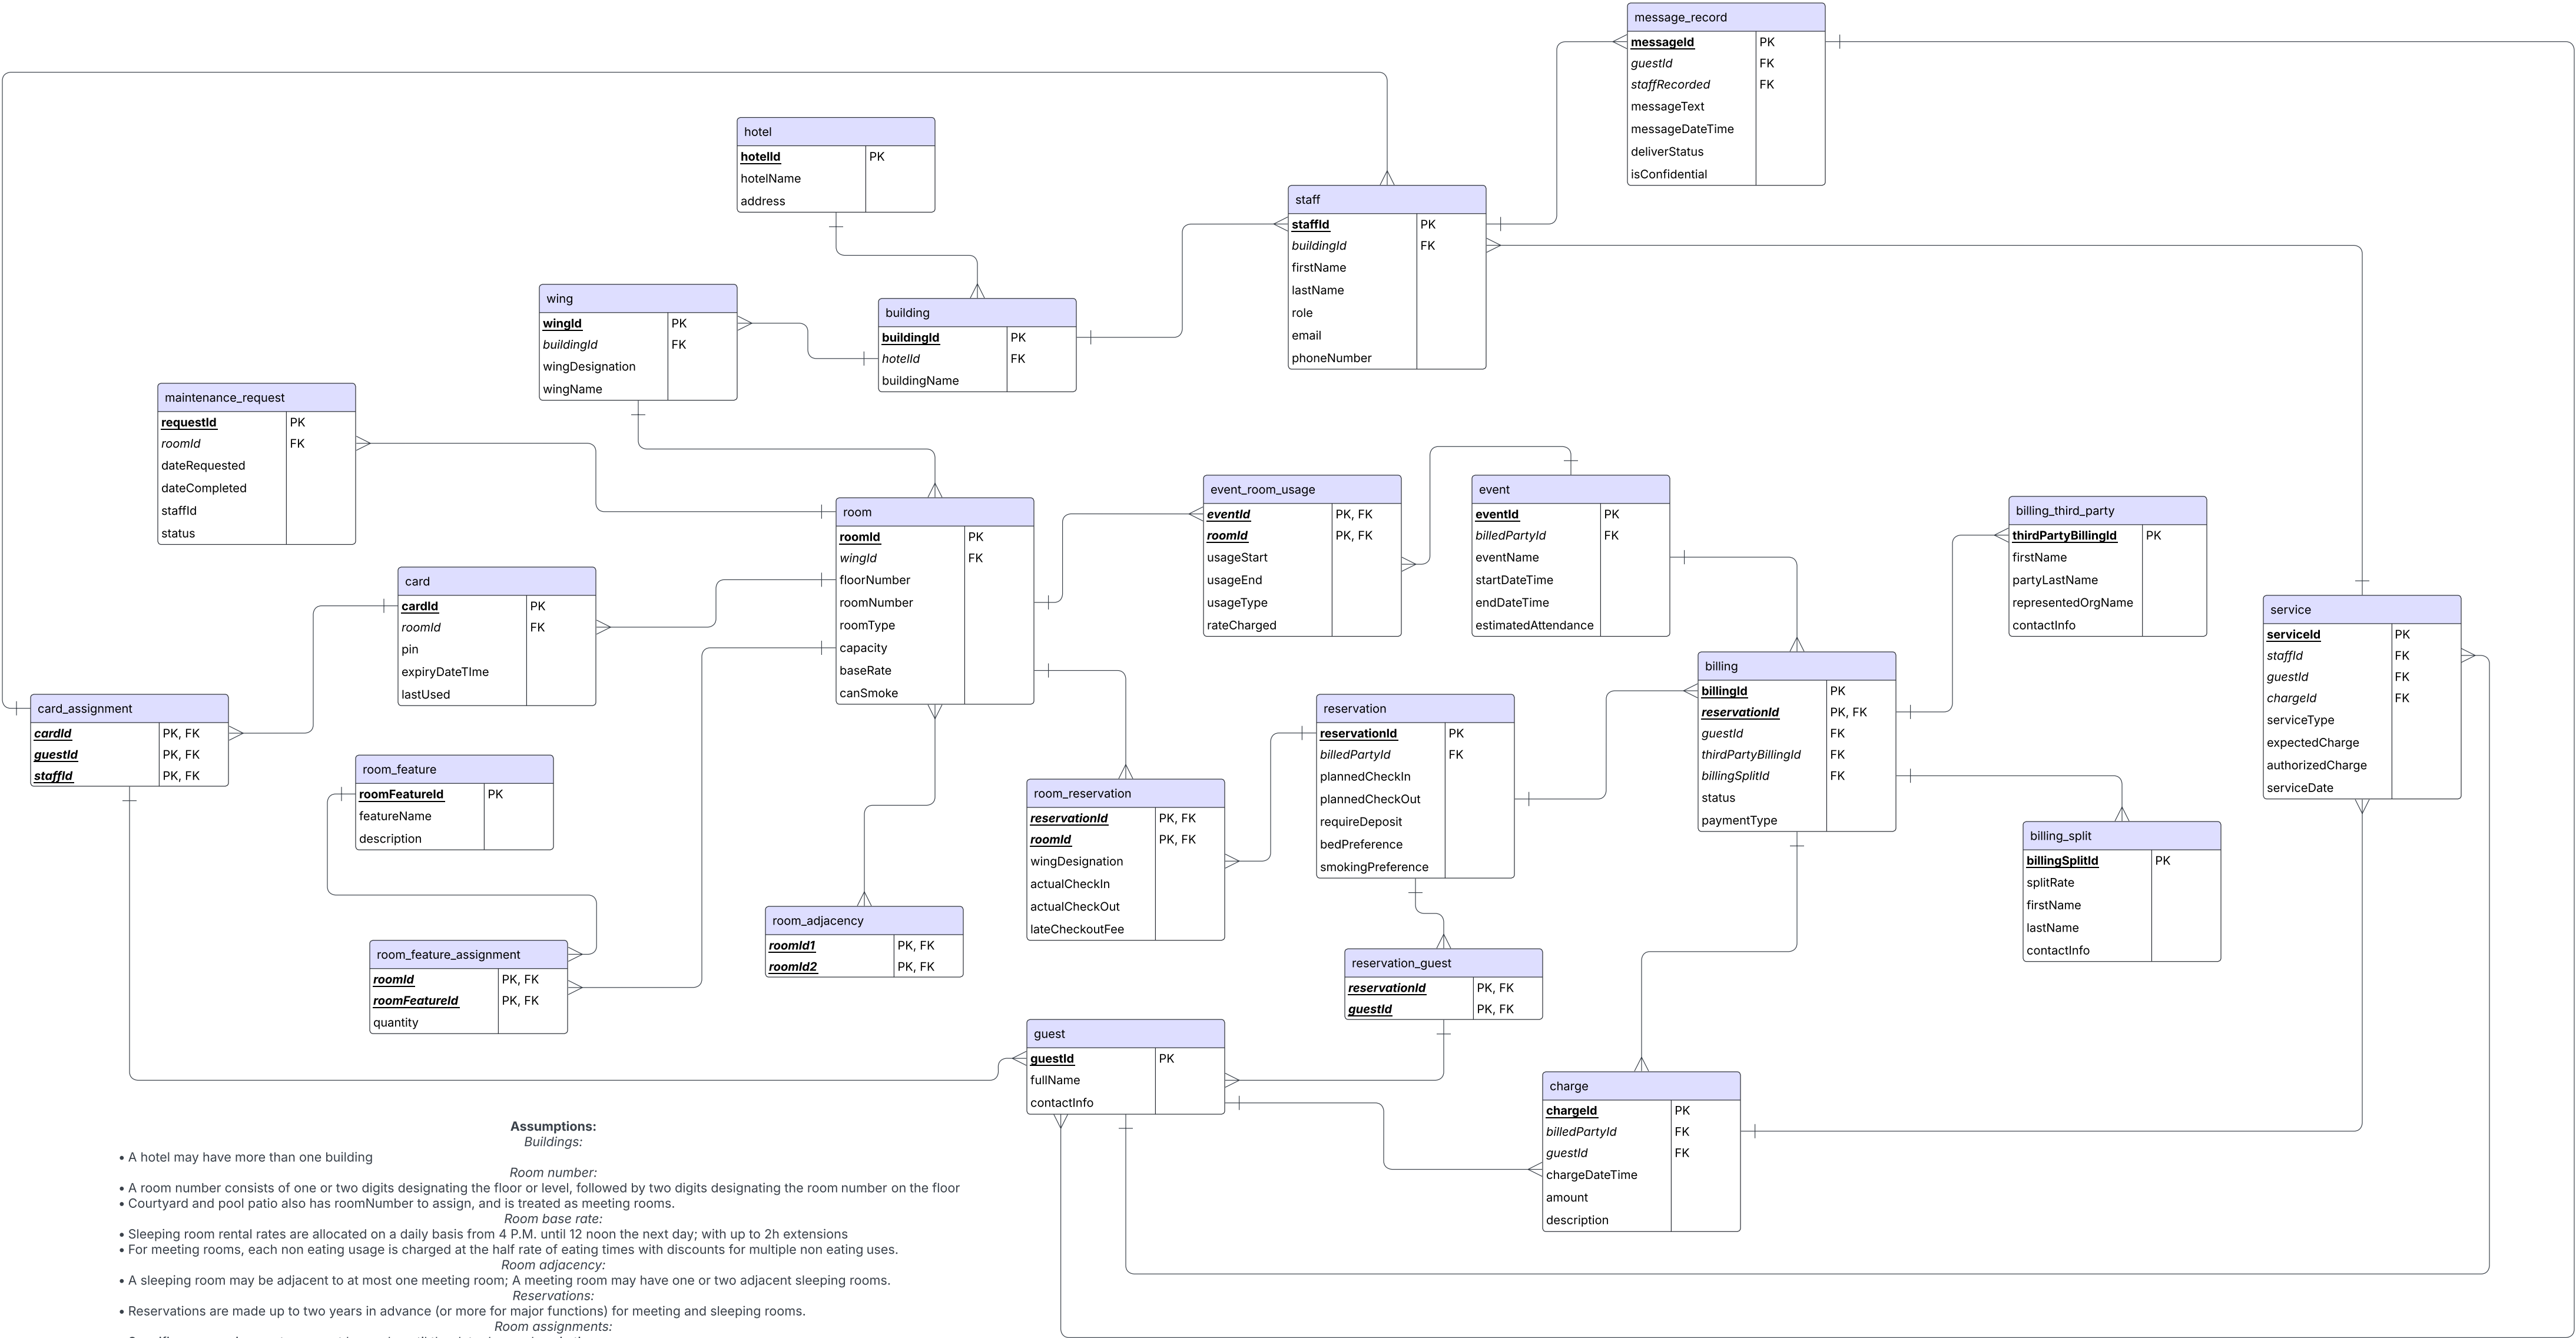 message_record
messageId PK
guestId FK
staffRecorded FK
messageText
messageDateTime
deliverStatus
isConfidential
hotel
hotelId PK
hotelName
address
staff
staffId PK
buildingId FK
firstName
lastName
role
email
phoneNumber
wing
wingId PK
buildingId FK
wingDesignation
wingName
building
buildingId PK
hotelId FK
buildingName
maintenance_request
requestId PK
roomId FK
dateRequested
dateCompleted
staffId
status
room
roomId PK
wingId FK
floorNumber
roomNumber
roomType
capacity
baseRate
canSmoke
event_room_usage
eventId PK, FK
roomId PK, FK
usageStart
usageEnd
usageType
rateCharged
event
eventId PK
billedPartyId FK
eventName
startDateTime
endDateTime
estimatedAttendance
billing_third_party
thirdPartyBillingId PK
firstName
partyLastName
representedOrgName
contactInfo
card
cardId PK
roomId FK
pin
expiryDateTIme
lastUsed
service
serviceId PK
staffId FK
guestId FK
chargeId FK
serviceType
expectedCharge
authorizedCharge
serviceDate
billing
billingId PK
reservationId PK, FK
guestId FK
thirdPartyBillingId FK
billingSplitId FK
status
paymentType
card_assignment
cardId PK, FK
guestId PK, FK
staffId PK, FK
reservation
reservationId PK
billedPartyId FK
plannedCheckIn
plannedCheckOut
requireDeposit
bedPreference
smokingPreference
room_feature
roomFeatureId PK
featureName
description
room_reservation
reservationId PK, FK
roomId PK, FK
wingDesignation
actualCheckIn
actualCheckOut
lateCheckoutFee
billing_split
billingSplitId PK
splitRate
firstName
lastName
contactInfo
room_adjacency
roomId1 PK, FK
roomId2 PK, FK
room_feature_assignment
roomId PK, FK
roomFeatureId PK, FK
quantity
reservation_guest
reservationId PK, FK
guestId PK, FK
guest
guestId PK
fullName
contactInfo
charge
chargeId PK
billedPartyId FK
guestId FK
chargeDateTime
amount
description
Assumptions:
Buildings:
• A hotel may have more than one building
Room number:
• A room number consists of one or two digits designating the floor or level, followed by two digits designating the room number on the floor
• Courtyard and pool patio also has roomNumber to assign, and is treated as meeting rooms.
Room base rate:
• Sleeping room rental rates are allocated on a daily basis from 4 P.M. until 12 noon the next day; with up to 2h extensions
• For meeting rooms, each non eating usage is charged at the half rate of eating times with discounts for multiple non eating uses.
Room adjacency:
• A sleeping room may be adjacent to at most one meeting room; A meeting room may have one or two adjacent sleeping rooms.
Reservations:
• Reservations are made up to two years in advance (or more for major functions) for meeting and sleeping rooms.
Room assignments: